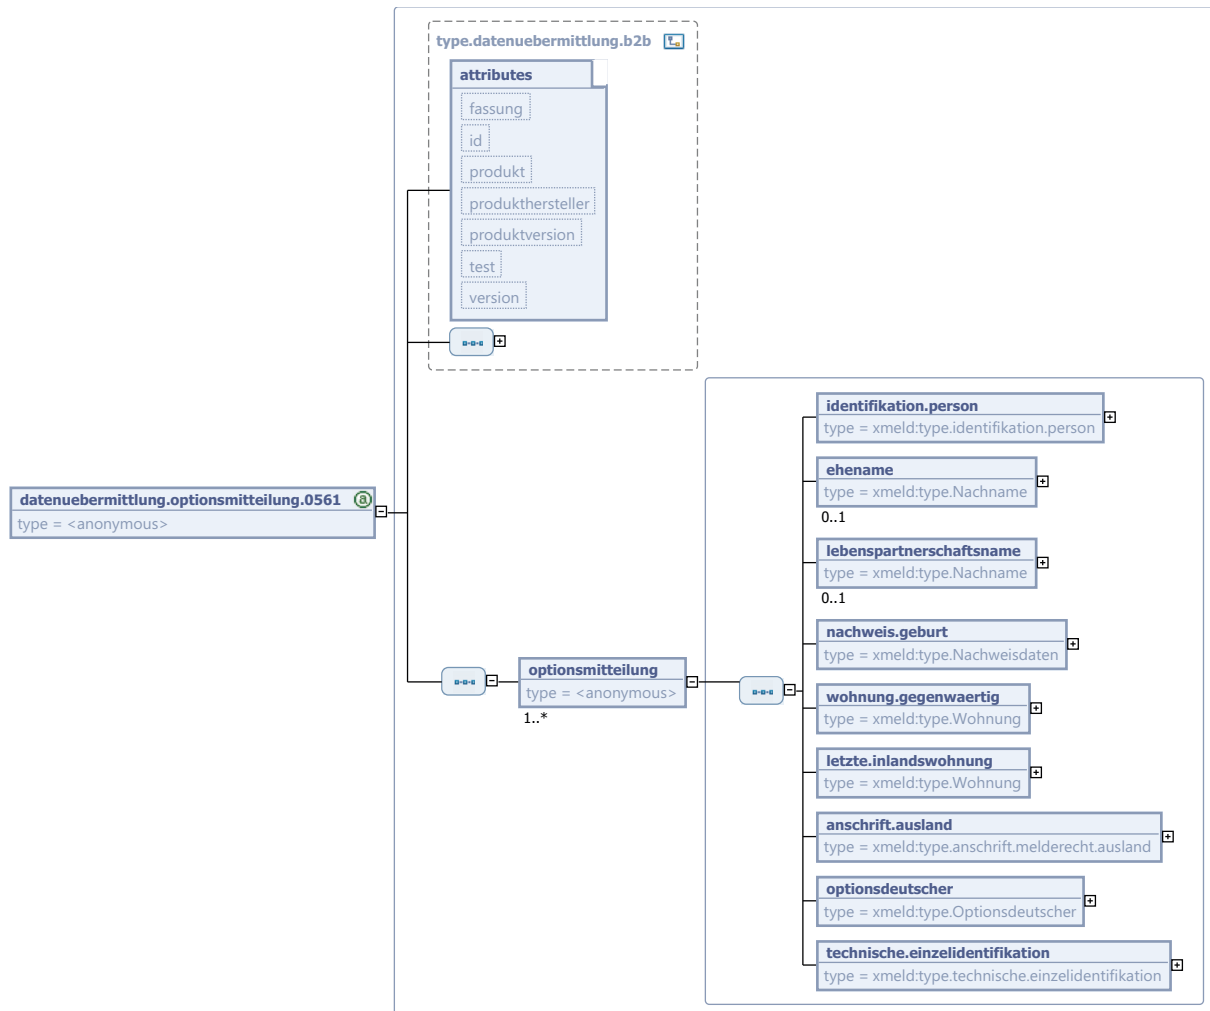 type.datenuebermittlung.b2b
attributes
fassung
id
produkt
produkthersteller
produktversion
test
version
datenuebermittlung.optionsmitteilung.0561
type = <anonymous>
optionsmitteilung
type = <anonymous>
1..*
identifikation.person
type = xmeld:type.identifikation.person
ehename
type = xmeld:type.Nachname
0..1
lebenspartnerschaftsname
type = xmeld:type.Nachname
0..1
nachweis.geburt
type = xmeld:type.Nachweisdaten
wohnung.gegenwaertig
type = xmeld:type.Wohnung
letzte.inlandswohnung
type = xmeld:type.Wohnung
anschrift.ausland
type = xmeld:type.anschrift.melderecht.ausland
optionsdeutscher
type = xmeld:type.Optionsdeutscher
technische.einzelidentifikation
type = xmeld:type.technische.einzelidentifikation